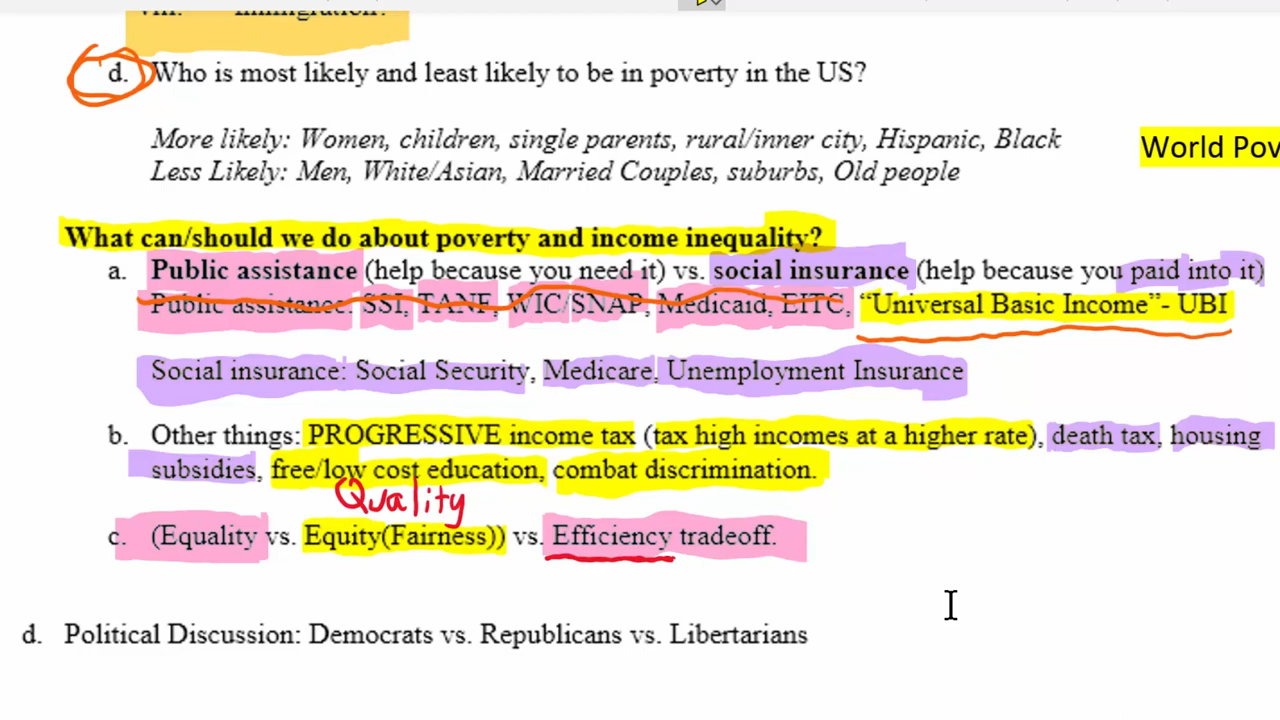 viii. Immigration?
d. Who is most likely and least likely to be in poverty in the US?
More likely: Women, children, single parents, rural/inner city, Hispanic, Black
World Pov
Less Likely: Men, White/Asian, Married Couples, suburbs, Old people
What can/should we do about poverty and income inequality?
a. Public assistance (help because you need it) vs. social insurance (help because you paid into it)
Public assistance: SSI, TANF, WIC/SNAP, Medicaid, EITC, “Universal Basic Income”- UBI
Social insurance: Social Security, Medicare, Unemployment Insurance
b. Other things: PROGRESSIVE income tax (tax high incomes at a higher rate), death tax, housing
subsidies, free/low cost education, combat discrimination.
Quality
c. (Equality vs. Equity(Fairness)) vs. Efficiency tradeoff.
d. Political Discussion: Democrats vs. Republicans vs. Libertarians